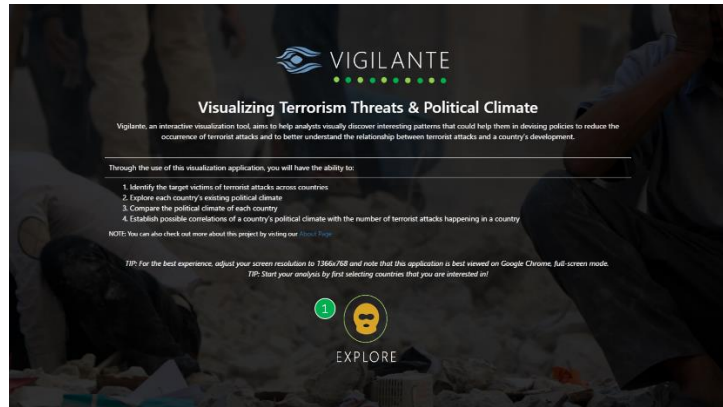 VIGILANTE
Visualizing Terrorism Threats & Political Climate
Vigilante, an interactive visualization tool, aims to help analysts visually discover interesting patterns that could help them in devising policies to reduce the
occurrence of terrorist attacks and to better understand the relationship between terrorist attacks and a country's development.
Through the use of this visualization application, you will have the ability to:
1. Identify the target victims of terrorist attacks across countries
2. Explore each country's existing political climate
3. Compare the political climate of each country
4. Establish possible correlations of a country's political climate with the number of terrorist attacks happening in a country
NOTE: You can also check out more about this project by visting our About Page
TIP: For the best experience, adjust your screen resolution to 1366x768 and note that this application is best viewed on Google Chrome, full-screen mode.
TIP: Start your analysis by first selecting countries that you are interested in!
1
EXPLORE